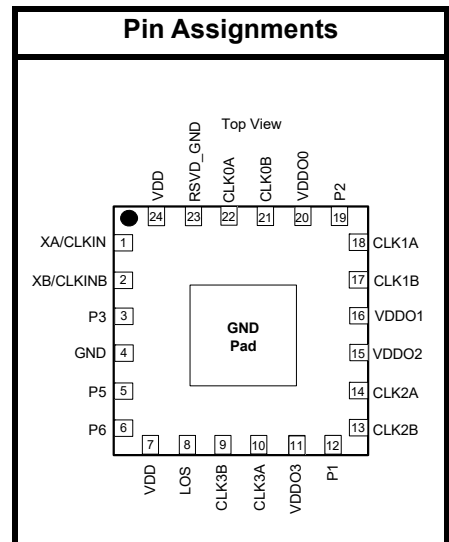 Pin Assignments
Top View
VDD
RSVD_GND
CLK0A
CLK0B
VDDO0
P2
24
23
22
21
20
19
XA/CLKIN 1
XB/CLKINB 2
P3 3
GND 4
P5 5
P6 6
GND
Pad
18 CLK1A
17 CLK1B
16 VDDO1
15 VDDO2
14 CLK2A
13 CLK2B
7
8
9
10
11
12
VDD
LOS
CLK3B
CLK3A
VDDO3
P1